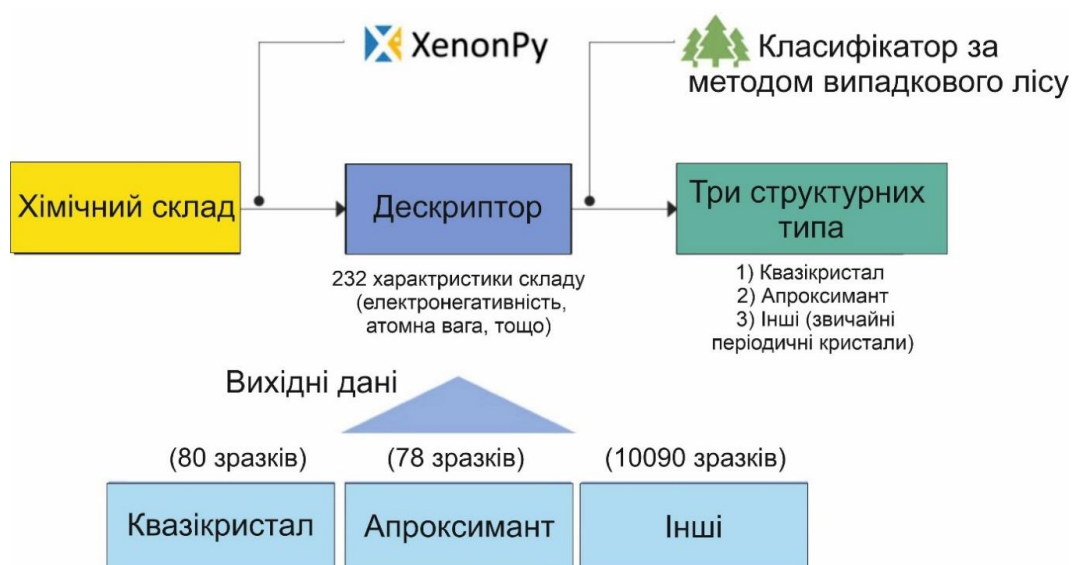 XenonPy
Класифікатор за
методом випадкового лісу
Хімічний склад
Дескриптор
Три структурних
типа
232 характристики складу
(електронегативність,
атомна вага, тощо)
1) Квазікристал
2) Апроксимант
3) Інші (звичайні
періодичні кристали)
Вихідні дані
(80 зразків)
(78 зразків)
(10090 зразків)
Квазікристал
Апроксимант
Інші